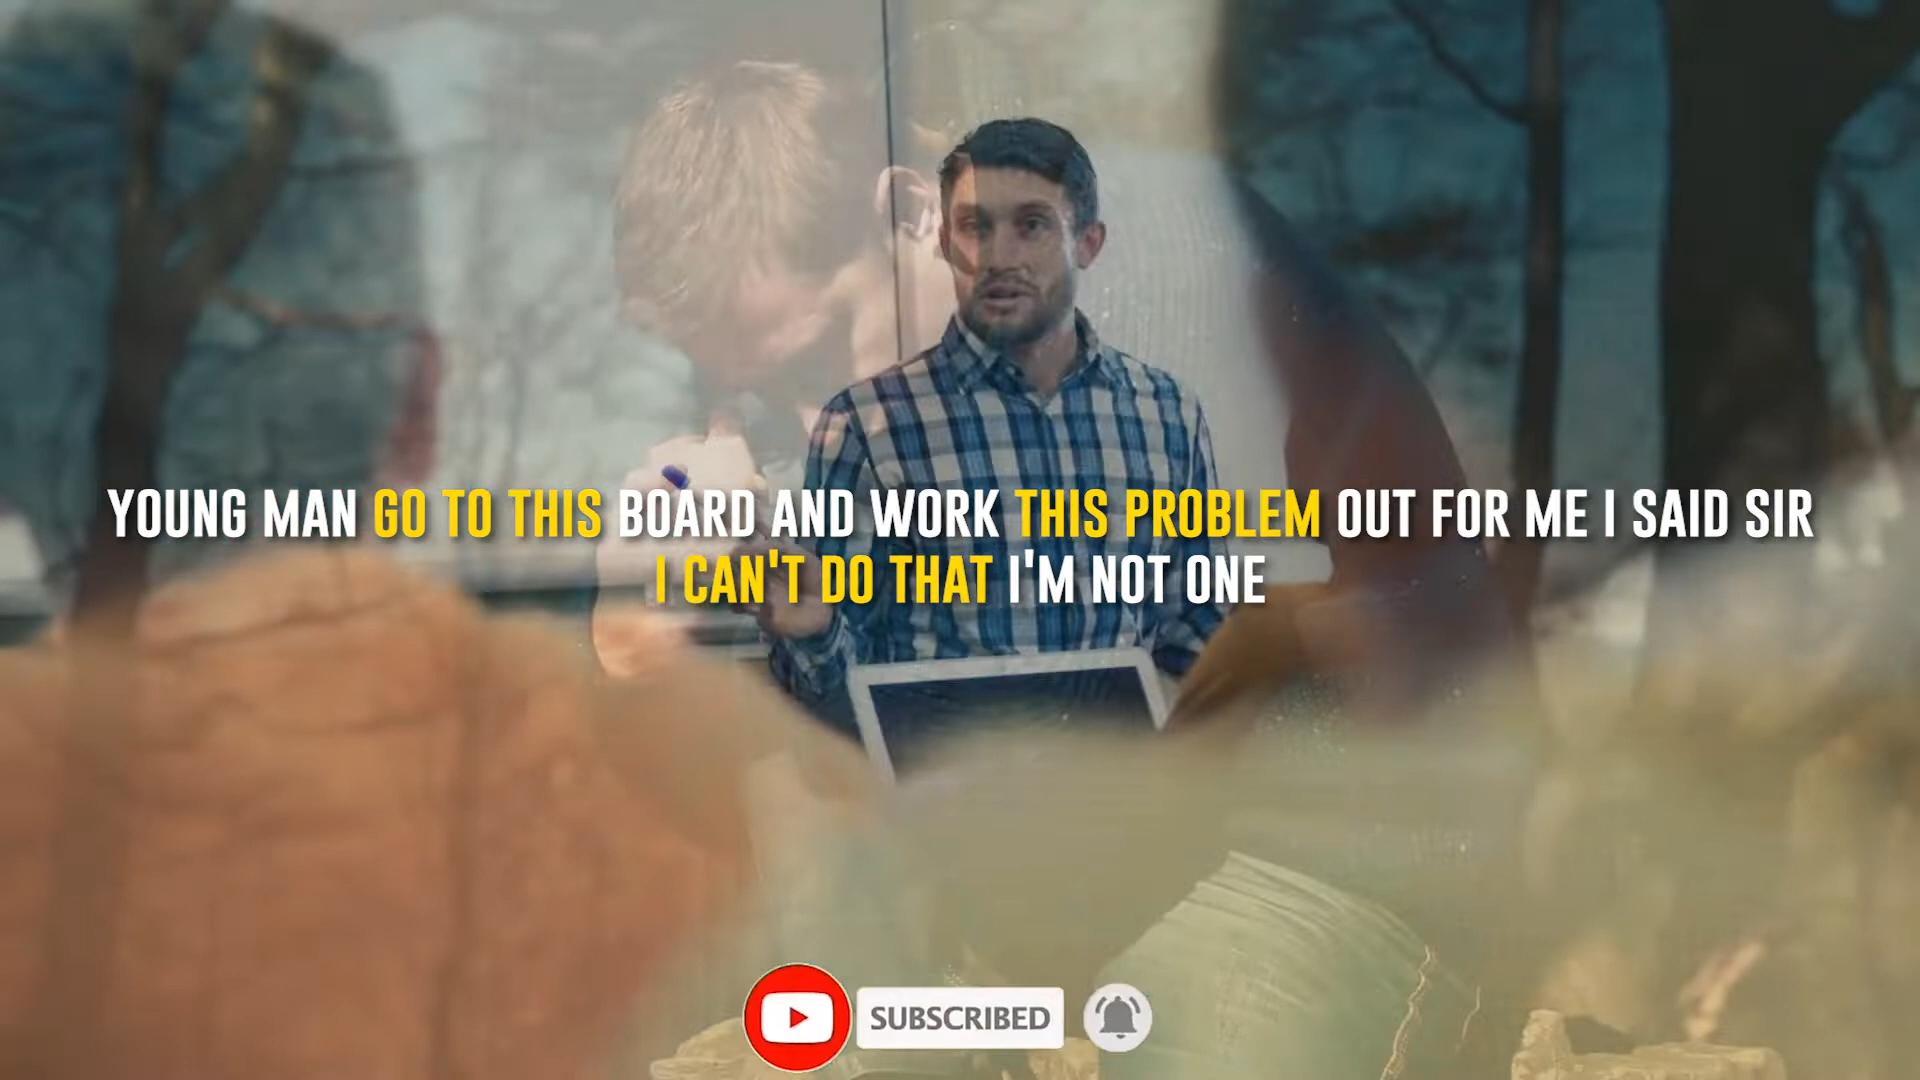 YOUNG MAN GO TO THIS BOARD AND WORK THIS PROBLEM OUT FOR ME I SAID SIR
I CAN'T DO THAT I'M NOT ONE
SUBSCRIBED